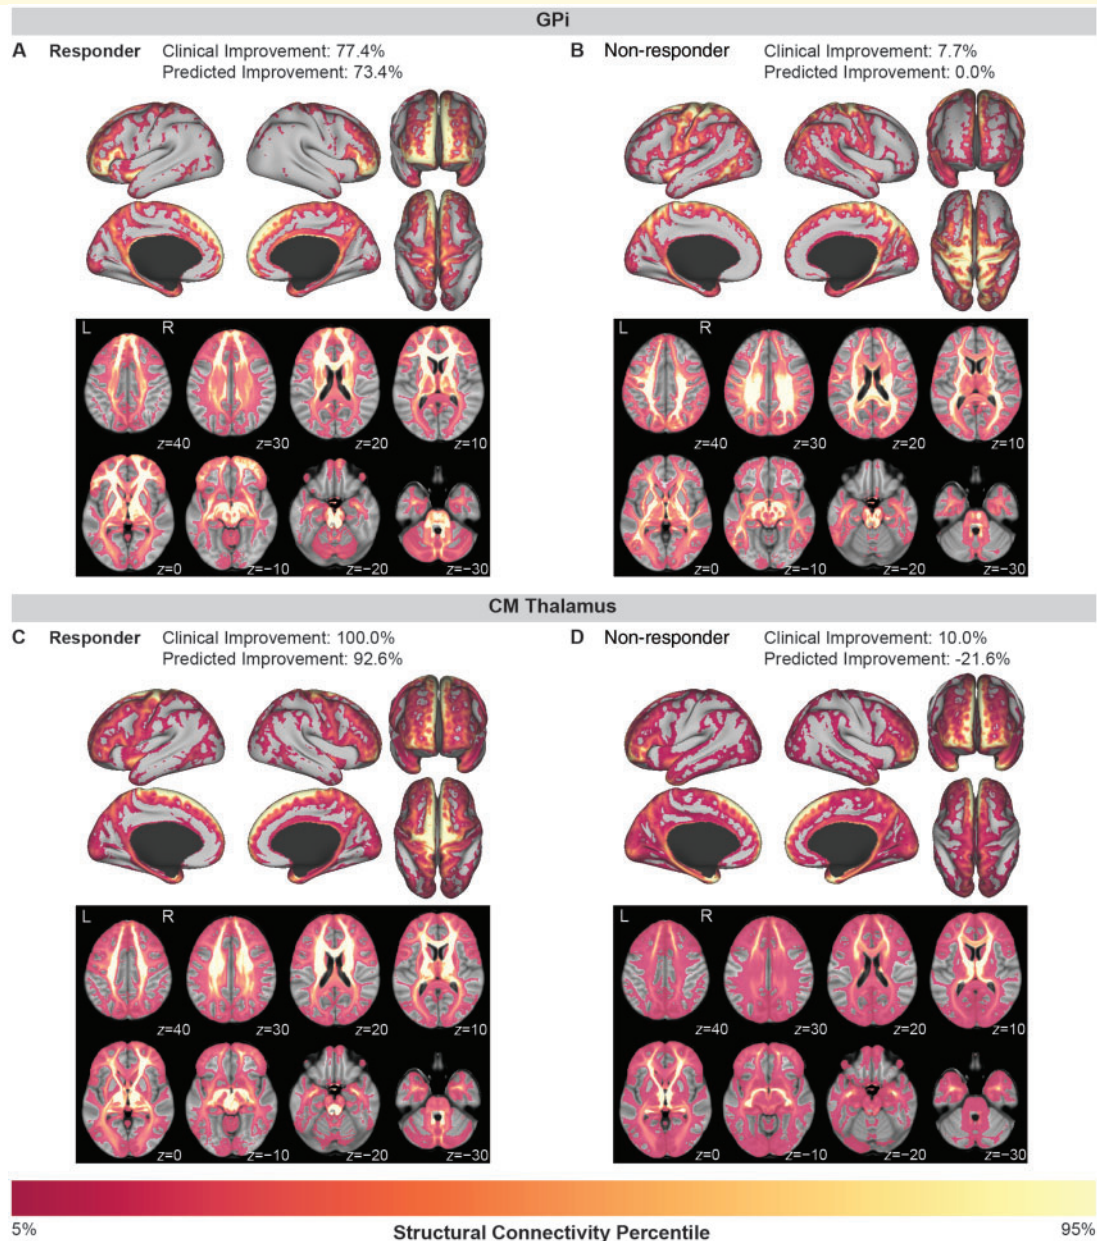 GPi
A Responder Clinical Improvement: 77.4%
Predicted Improvement: 73.4%
B Non-responder Clinical Improvement: 7.7%
Predicted Improvement: 0.0%
L R
z=40 z=30 z=20 z=10
z=0 z=−10 z=−20 z=−30
L R
z=40 z=30 z=20 z=10
z=0 z=−10 z=−20 z=−30
CM Thalamus
C Responder Clinical Improvement: 100.0%
Predicted Improvement: 92.6%
D Non-responder Clinical Improvement: 10.0%
Predicted Improvement: -21.6%
L R
z=40 z=30 z=20 z=10
z=0 z=−10 z=−20 z=−30
L R
z=40 z=30 z=20 z=10
z=0 z=−10 z=−20 z=−30
5% Structural Connectivity Percentile 95%